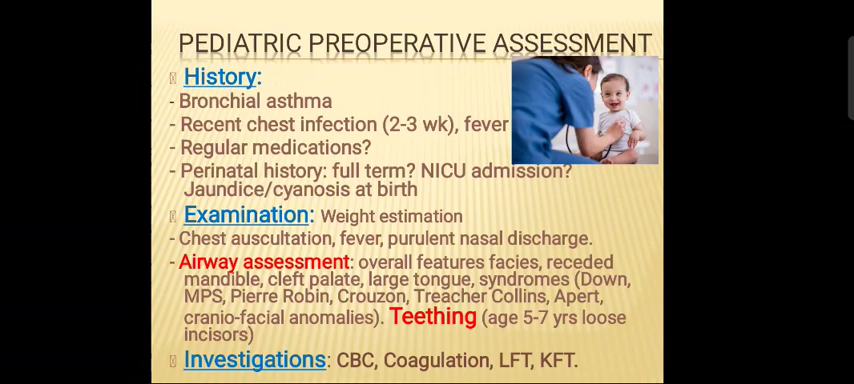 PEDIATRIC PREOPERATIVE ASSESSMENT
History:
- Bronchial asthma
- Recent chest infection (2-3 wk), fever
- Regular medications?
- Perinatal history: full term? NICU admission?
Jaundice/cyanosis at birth
Examination: Weight estimation
- Chest auscultation, fever, purulent nasal discharge.
- Airway assessment: overall features facies, receded
mandible, cleft palate, large tongue, syndromes (Down,
MPS, Pierre Robin, Crouzon, Treacher Collins, Apert,
cranio-facial anomalies). Teething (age 5-7 yrs loose
incisors)
Investigations: CBC, Coagulation, LFT, KFT.